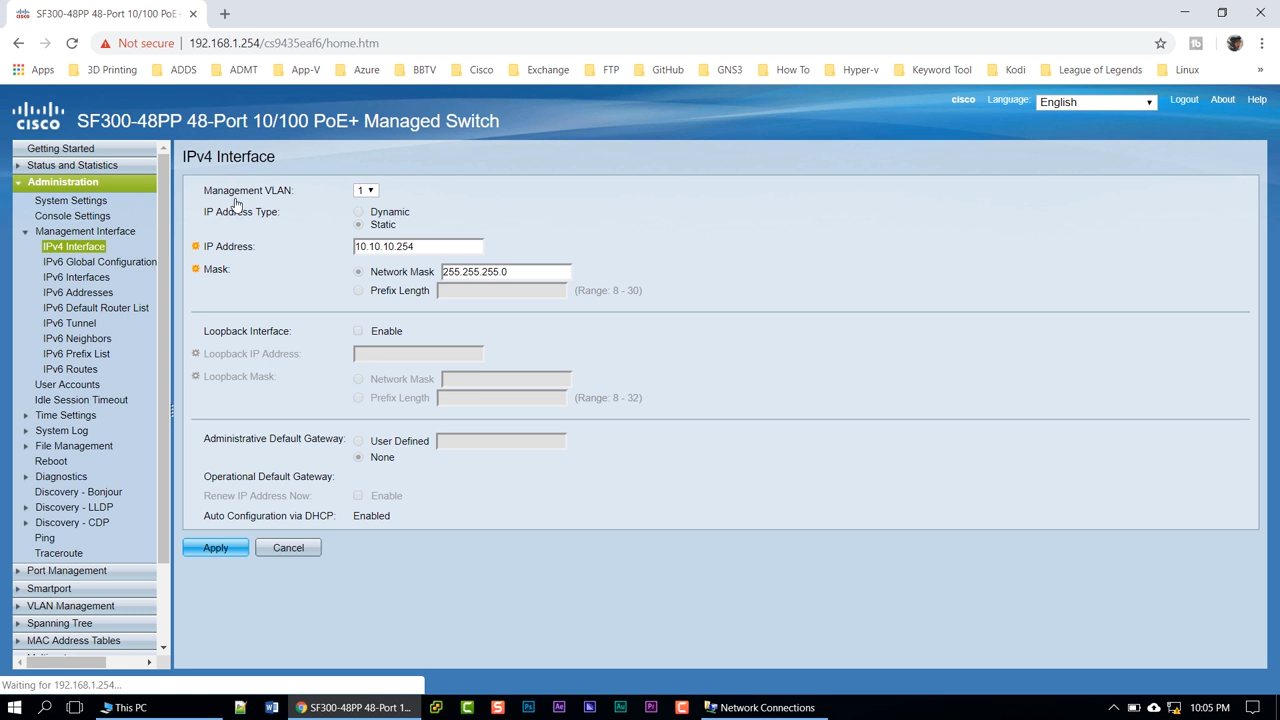 SF300-48PP 48-Port 10/100 PoE+
Not secure
192.168.1.254/cs9435eaf6/home.htm
Apps
3D Printing
ADDS
ADMT
App-V
Azure
BBTV
Cisco
Exchange
FTP
GitHub
GNS3
How To
Hyper-v
Keyword Tool
Kodi
League of Legends
Linux
»
cisco
SF300-48PP 48-Port 10/100 PoE+ Managed Switch
cisco
Language:
English
Logout
About
Help
Getting Started
Status and Statistics
Administration
System Settings
Console Settings
Management Interface
IPv4 Interface
IPv6 Global Configuration
IPv6 Interfaces
IPv6 Addresses
IPv6 Default Router List
IPv6 Tunnel
IPv6 Neighbors
IPv6 Prefix List
IPv6 Routes
User Accounts
Idle Session Timeout
Time Settings
System Log
File Management
Reboot
Diagnostics
Discovery - Bonjour
Discovery - LLDP
Discovery - CDP
Ping
Traceroute
Port Management
Smartport
VLAN Management
Spanning Tree
MAC Address Tables
IPv4 Interface
Management VLAN: 1
IP Address Type: Dynamic
Static
IP Address: 10.10.10.254
Mask: Network Mask 255.255.255.0
Prefix Length (Range: 8 - 30)
Loopback Interface: Enable
Loopback IP Address:
Loopback Mask: Network Mask
Prefix Length (Range: 8 - 32)
Administrative Default Gateway: User Defined
None
Operational Default Gateway:
Renew IP Address Now: Enable
Auto Configuration via DHCP: Enabled
Apply
Cancel
Waiting for 192.168.1.254...
This PC
SF300-48PP 48-Port 1...
Network Connections
10:05 PM